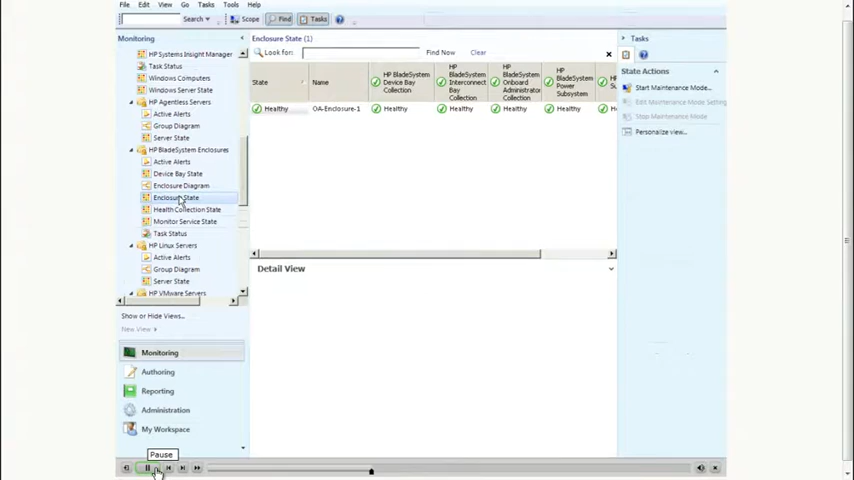 File Edit View Go Tasks Tools Help
Search Scope Find Tasks
Monitoring
HP Systems Insight Manager
Task Status
Windows Computers
Windows Server State
HP Agentless Servers
Active Alerts
Group Diagram
Server State
HP BladeSystem Enclosures
Active Alerts
Device Bay State
Enclosure Diagram
Enclosure State
Health Collection State
Monitor Service State
Task Status
HP Linux Servers
Active Alerts
Group Diagram
Server State
HP VMware Servers
Show or Hide Views...
New View
Monitoring
Authoring
Reporting
Administration
My Workspace
Pause
Enclosure State (1)
Look for: Find Now Clear
State
Name
HP BladeSystem Device Bay Collection
HP BladeSystem Interconnect Bay Collection
HP BladeSystem Onboard Administrator Collection
HP BladeSystem Power Subsystem
HP
Healthy OA-Enclosure-1 Healthy Healthy Healthy Healthy
Detail View
Tasks
State Actions
Start Maintenance Mode...
Edit Maintenance Mode Setting
Stop Maintenance Mode
Personalize view...